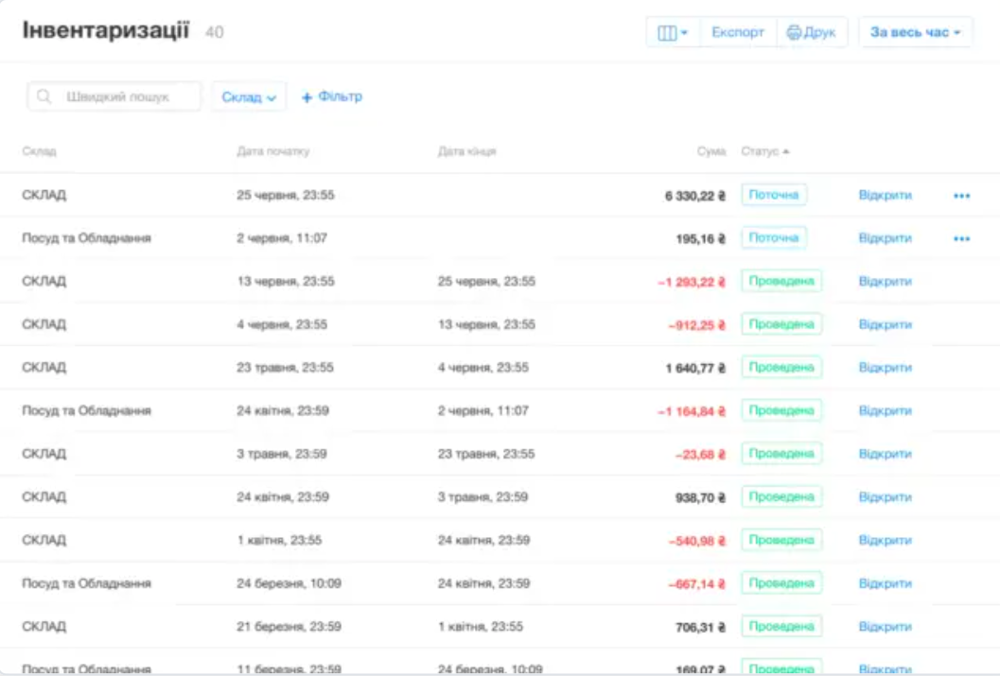 Інвентаризації 40
Експорт Друк За весь час
Швидкий пошук Склад + Фільтр
Склад Дата початку Дата кінця Сума Статус
СКЛАД 25 червня, 23:55 6 330,22 ₴ Поточна Відкрити
Посуд та Обладнання 2 червня, 11:07 195,16 ₴ Поточна Відкрити
СКЛАД 13 червня, 23:55 25 червня, 23:55 −1 293,22 ₴ Проведена Відкрити
СКЛАД 4 червня, 23:55 13 червня, 23:55 −912,25 ₴ Проведена Відкрити
СКЛАД 23 травня, 23:55 4 червня, 23:55 1 640,77 ₴ Проведена Відкрити
Посуд та Обладнання 24 квітня, 23:59 2 червня, 11:07 −1 164,84 ₴ Проведена Відкрити
СКЛАД 3 травня, 23:59 23 травня, 23:55 −23,68 ₴ Проведена Відкрити
СКЛАД 24 квітня, 23:59 3 травня, 23:59 938,70 ₴ Проведена Відкрити
СКЛАД 1 квітня, 23:55 24 квітня, 23:59 −540,98 ₴ Проведена Відкрити
Посуд та Обладнання 24 березня, 10:09 24 квітня, 23:59 −667,14 ₴ Проведена Відкрити
СКЛАД 21 березня, 23:59 1 квітня, 23:55 706,31 ₴ Проведена Відкрити
Посуд та Обладнання 11 березня, 23:59 24 березня, 10:09 169,07 ₴ Проведена Відкрити